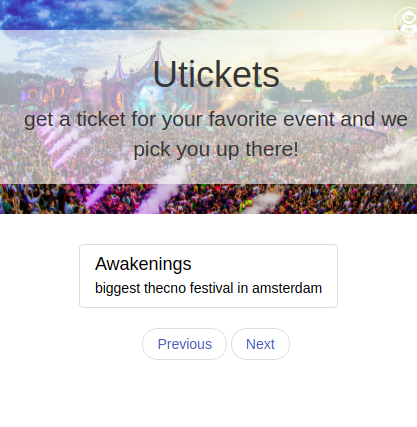 Utickets
get a ticket for your favorite event and we
pick you up there!
Awakenings
biggest thecno festival in amsterdam
Previous
Next